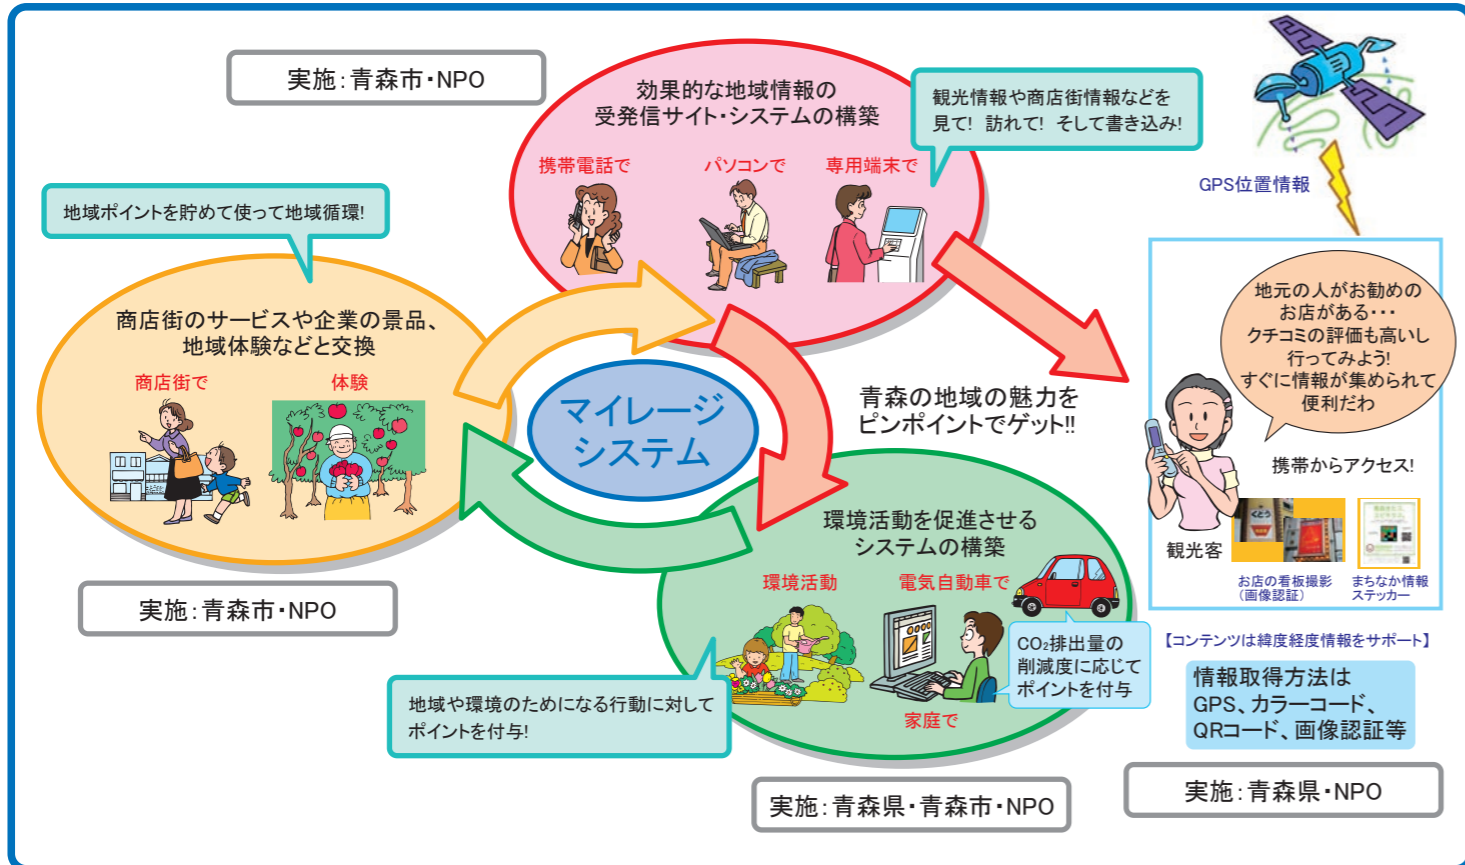 実施：青森市・NPO
効果的な地域情報の
受発信サイト・システムの構築
携帯電話で
パソコンで
専用端末で
観光情報や商店街情報などを
見て！ 訪れて！ そして書き込み！
GPS位置情報
地域ポイントを貯めて使って地域循環！
商店街のサービスや企業の景品、
地域体験などと交換
商店街で
体験
実施：青森市・NPO
マイレージ
システム
青森の地域の魅力を
ピンポイントでゲット!!
地元の人がお勧めの
お店がある・・・
クチコミの評価も高いし
行ってみよう！
すぐに情報が集められて
便利だわ
携帯からアクセス！
観光客
くどう
お店の看板撮影
（画像認証）
まちなか情報
ステッカー
【コンテンツは緯度経度情報をサポート】
情報取得方法は
GPS、カラーコード、
QRコード、画像認証等
実施：青森県・NPO
環境活動を促進させる
システムの構築
環境活動
電気自動車で
家庭で
CO₂排出量の
削減度に応じて
ポイントを付与
地域や環境のためになる行動に対して
ポイントを付与！
実施：青森県・青森市・NPO